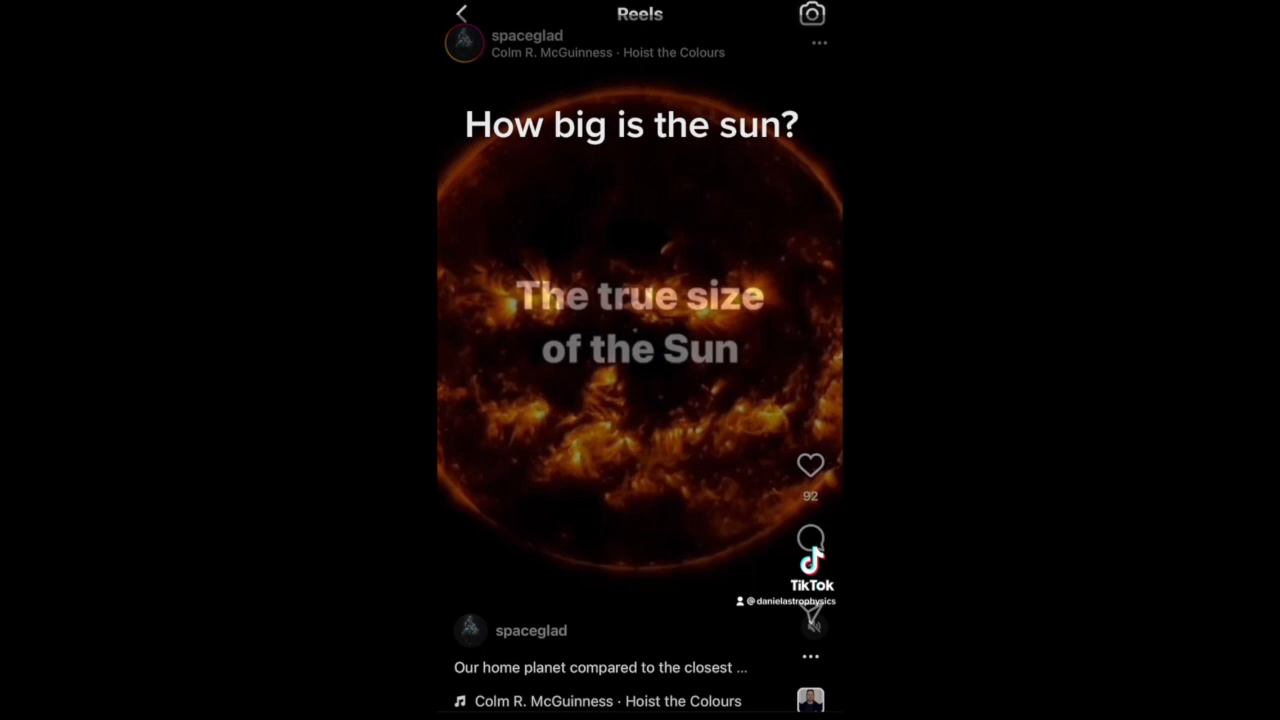 Reels
spaceglad
Colm R. McGuinness · Hoist the Colours
How big is the sun?
The true size
of the Sun
92
TikTok
@danielastrophysics
spaceglad
Our home planet compared to the closest ...
Colm R. McGuinness · Hoist the Colours